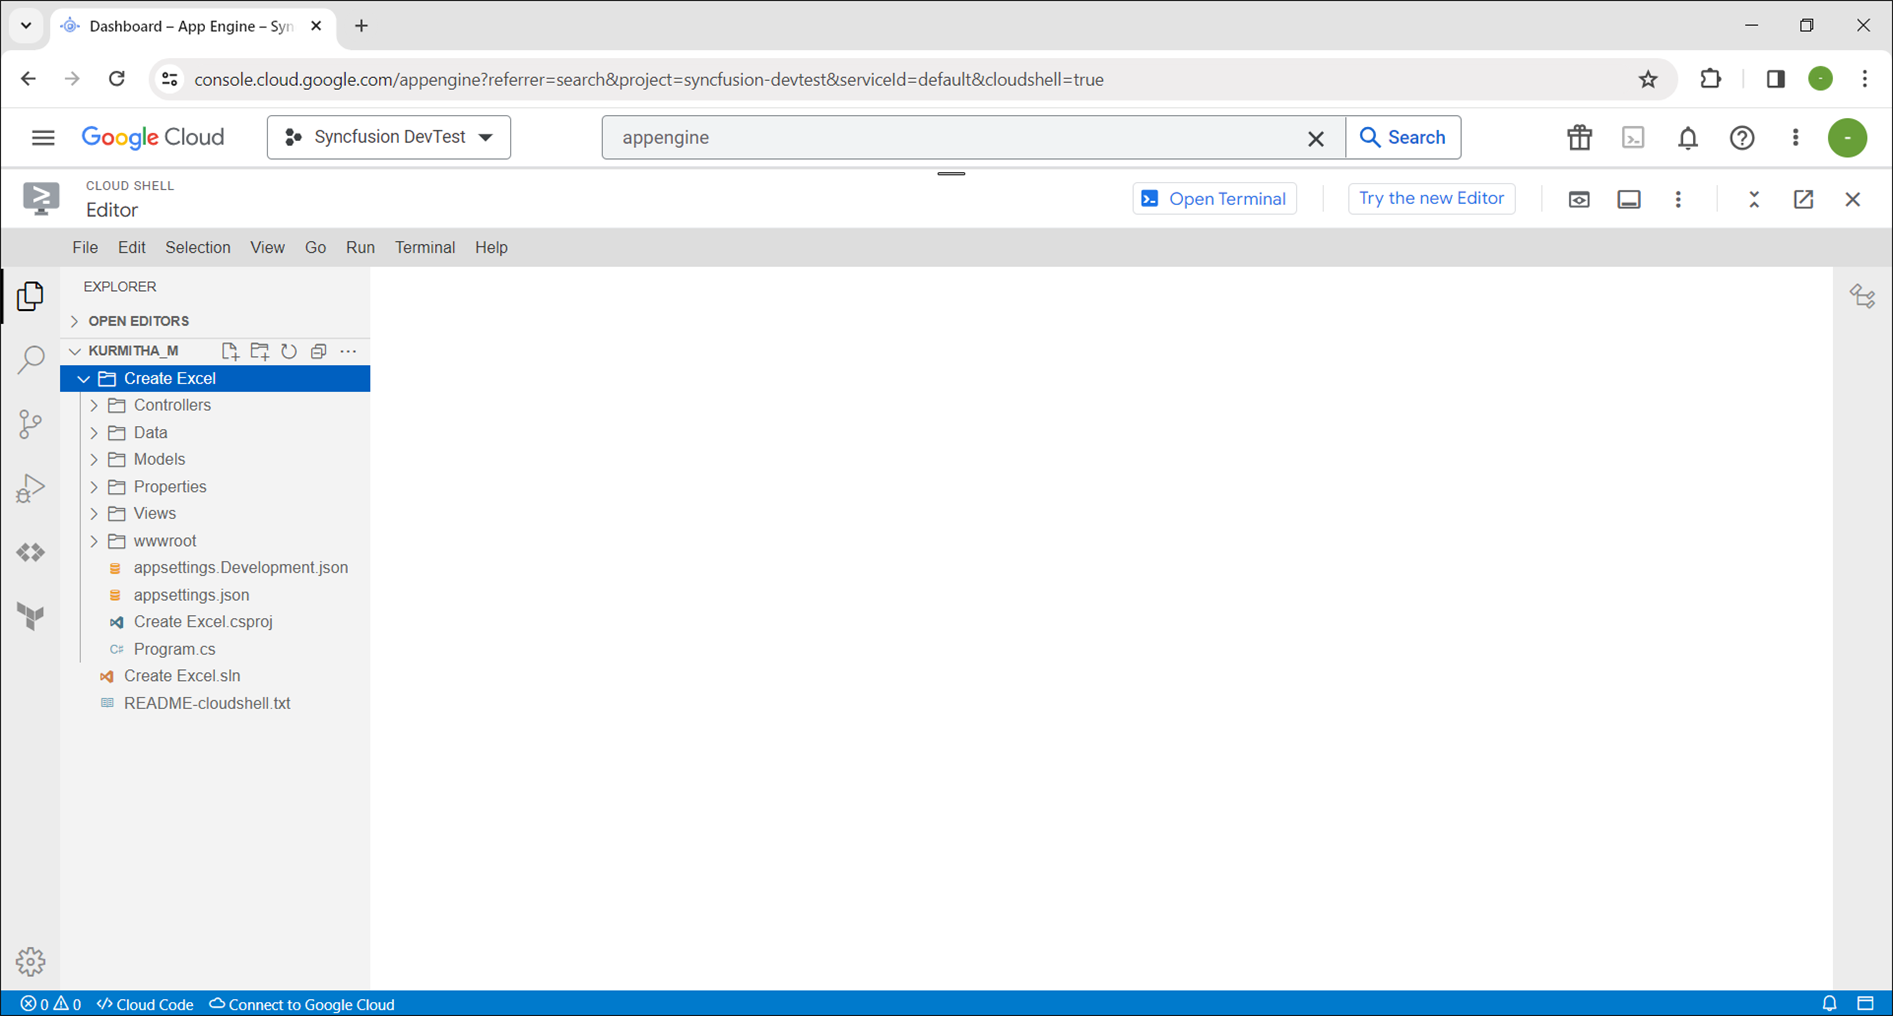 Dashboard – App Engine – Syn
console.cloud.google.com/appengine?referrer=search&project=syncfusion-devtest&serviceId=default&cloudshell=true
Google Cloud
Syncfusion DevTest
appengine
Search
CLOUD SHELL
Editor
Open Terminal
Try the new Editor
File Edit Selection View Go Run Terminal Help
EXPLORER
OPEN EDITORS
KURMITHA_M
Create Excel
Controllers
Data
Models
Properties
Views
wwwroot
appsettings.Development.json
appsettings.json
Create Excel.csproj
C# Program.cs
Create Excel.sln
README-cloudshell.txt
0 0 Cloud Code Connect to Google Cloud